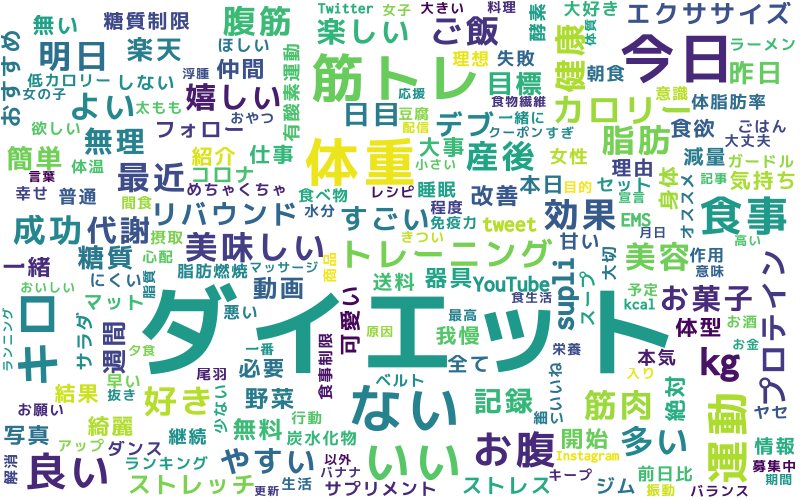 無い
糖質制限
腹筋
Twitter
女子
大きい
料理
酵素
大好き
体質
エクササイズ
おすすめ
明日
楽天
ほしい
楽しい
ご飯
健康
今日
ラーメン
昨日
低カロリー
しない
浮腫
仲間
有酸素運動
筋トレ
理想
失敗
目標
朝食
意識
女の子
太もも
嬉しい
応援
食物繊維
カロリー
体脂肪率
よい
おやつ
日目
豆腐
配信
一緒に
クーポン
すぎ
欲しい
無理
フォロー
デブ
脂肪
食欲
ごはん
大丈夫
簡単
体温
紹介
仕事
体重
小さい
大事
産後
女性
理由
減量
ガードル
言葉
最近
コロナ
身体
記事
気持ち
幸せ
普通
めちゃくちゃ
レシピ
睡眠
改善
本日
目的
セット
宣言
オススメ
間食
食べ物
水分
程度
成功
代謝
リバウンド
すごい
免疫力
tweet
効果
EMS
月日
食事
糖質
摂取
美味しい
きつい
甘い
大切
美容
作用
高い
一緒
心配
トレーニング
意味
おいしい
にくい
脂質
脂肪燃焼
マッサージ
商品
送料
器具
YouTube
supli
スープ
予定
kcal
お菓子
お酒
プロテイン
マット
動画
食生活
ランニング
キロ
サラダ
週間
ダイエット
悪い
可愛い
最高
体型
お金
夕食
一番
原因
我慢
kg
早い
尾羽
必要
食事制限
全て
栄養
本気
結果
抜き
ベルト
入り
ヤセ
お願い
好き
少ない
野菜
ない
記録
細い
いいね
筋肉
絶対
運動
綺麗
行動
写真
アップ
ダンス
継続
無料
炭水化物
いい
お腹
開始
多い
情報
解消
良い
ランキング
やすい
以外
バナナ
Instagram
キープ
前日比
募集中
ストレッチ
更新
生活
サプリメント
ストレス
ジム
振動
バランス
期間